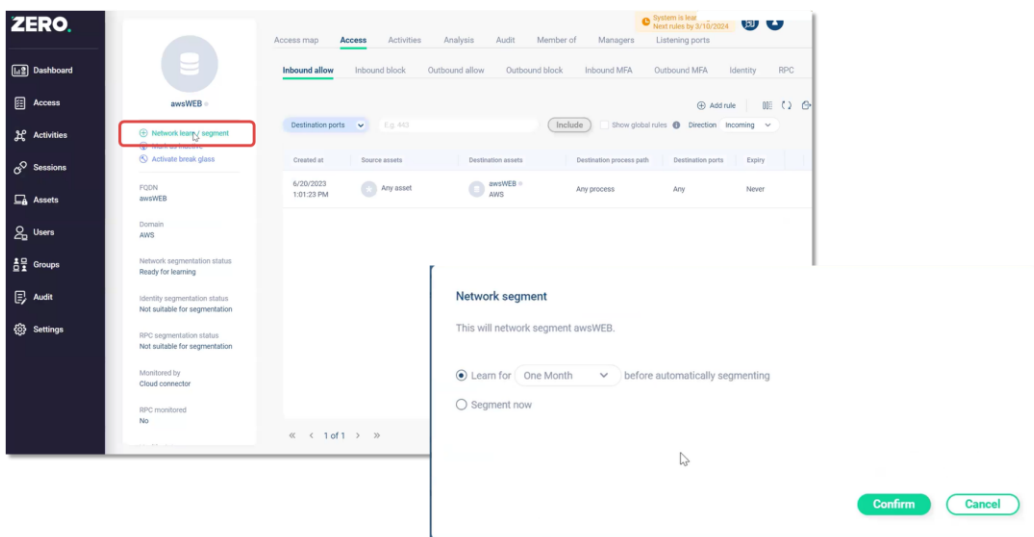 ZERO.
Dashboard
Access
Activities
Sessions
Assets
Users
Groups
Audit
Settings
awsWEB
Network learn / segment
Mark as inactive
Activate break glass
FQDN
awsWEB
Domain
AWS
Network segmentation status
Ready for learning
Identity segmentation status
Not suitable for segmentation
RPC segmentation status
Not suitable for segmentation
Monitored by
Cloud connector
RPC monitored
No
System is lear
Next rules by 3/10/2024
Access map Access Activities Analysis Audit Member of Managers Listening ports
Inbound allow Inbound block Outbound allow Outbound block Inbound MFA Outbound MFA Identity RPC
Add rule
Destination ports E.g. 443 Include Show global rules Direction Incoming
Created at Source assets Destination assets Destination process path Destination ports Expiry
6/20/2023
1:01:23 PM
Any asset
awsWEB
AWS
Any process
Any
Never
1 of 1
Network segment
This will network segment awsWEB.
Learn for One Month before automatically segmenting
Segment now
Confirm Cancel